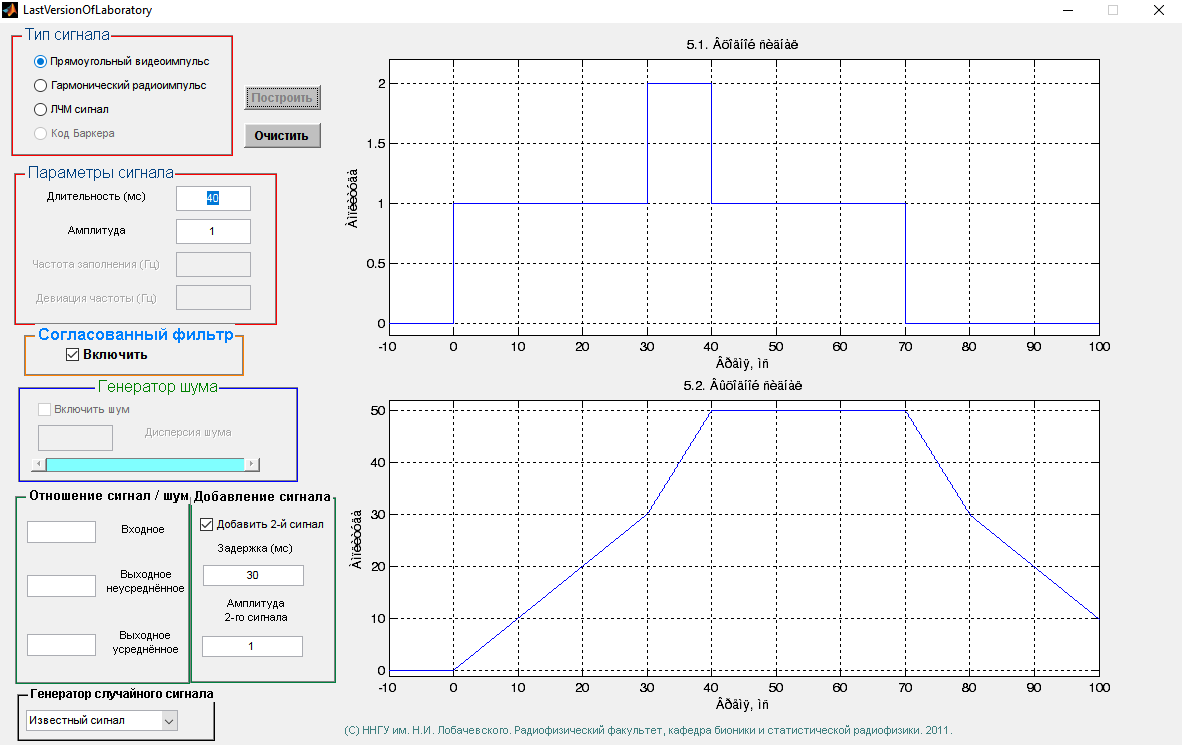 LastVersionOfLaboratory
Тип сигнала
Прямоугольный видеоимпульс
Гармонический радиоимпульс
ЛЧМ сигнал
Код Баркера
Построить
Очистить
Параметры сигнала
Длительность (мс)
40
Амплитуда
1
Частота заполнения (Гц)
Девиация частоты (Гц)
Согласованный фильтр
Включить
Генератор шума
Включить шум
Дисперсия шума
Отношение сигнал / шум
Входное
Выходное
неусреднённое
Выходное
усреднённое
Добавление сигнала
Добавить 2-й сигнал
Задержка (мс)
30
Амплитуда
2-го сигнала
1
Генератор случайного сигнала
Известный сигнал
5.1. Âõîäíîé ñèãíàë
2
1.5
1
0.5
0
Àìïëèòóäà
-10 0 10 20 30 40 50 60 70 80 90 100
Âðåìÿ, ìñ
5.2. Âûõîäíîé ñèãíàë
50
40
30
20
10
0
Àìïëèòóäà
-10 0 10 20 30 40 50 60 70 80 90 100
Âðåìÿ, ìñ
(C) ННГУ им. Н.И. Лобачевского. Радиофизический факультет, кафедра бионики и статистической радиофизики. 2011.